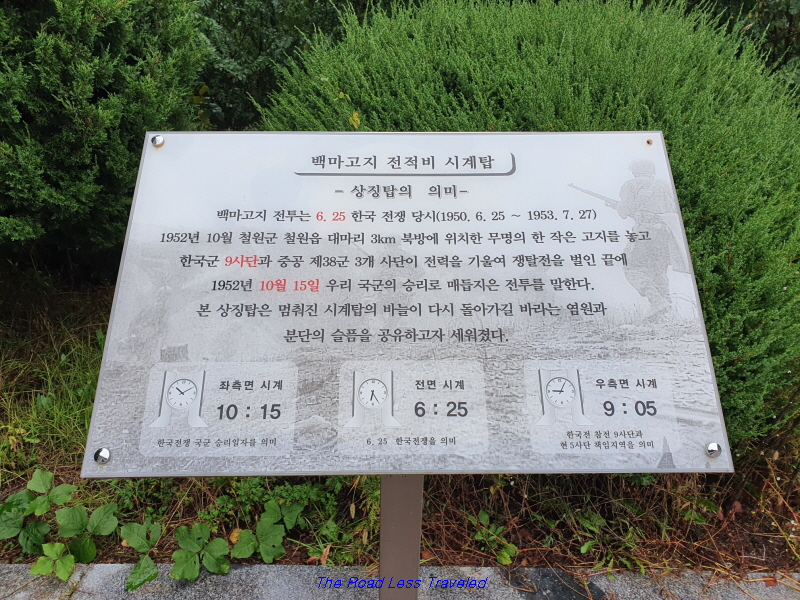 백마고지 전적비 시계탑
- 상징탑의 의미 -
백마고지 전투는 6. 25 한국 전쟁 당시(1950. 6. 25 ~ 1953. 7. 27)
1952년 10월 철원군 철원읍 대마리 3km 북방에 위치한 무명의 한 작은 고지를 놓고
한국군 9사단과 중공 제38군 3개 사단이 전력을 기울여 쟁탈전을 벌인 끝에
1952년 10월 15일 우리 국군의 승리로 매듭지은 전투를 말한다.
본 상징탑은 멈춰진 시계탑의 바늘이 다시 돌아가길 바라는 염원과
분단의 슬픔을 공유하고자 세워졌다.
좌측면 시계
10 : 15
한국전쟁 국군 승리일자를 의미
전면 시계
6 : 25
6. 25 한국전쟁을 의미
우측면 시계
9 : 05
한국전 참전 9사단과
현 5사단 책임지역을 의미
The Road Less Traveled